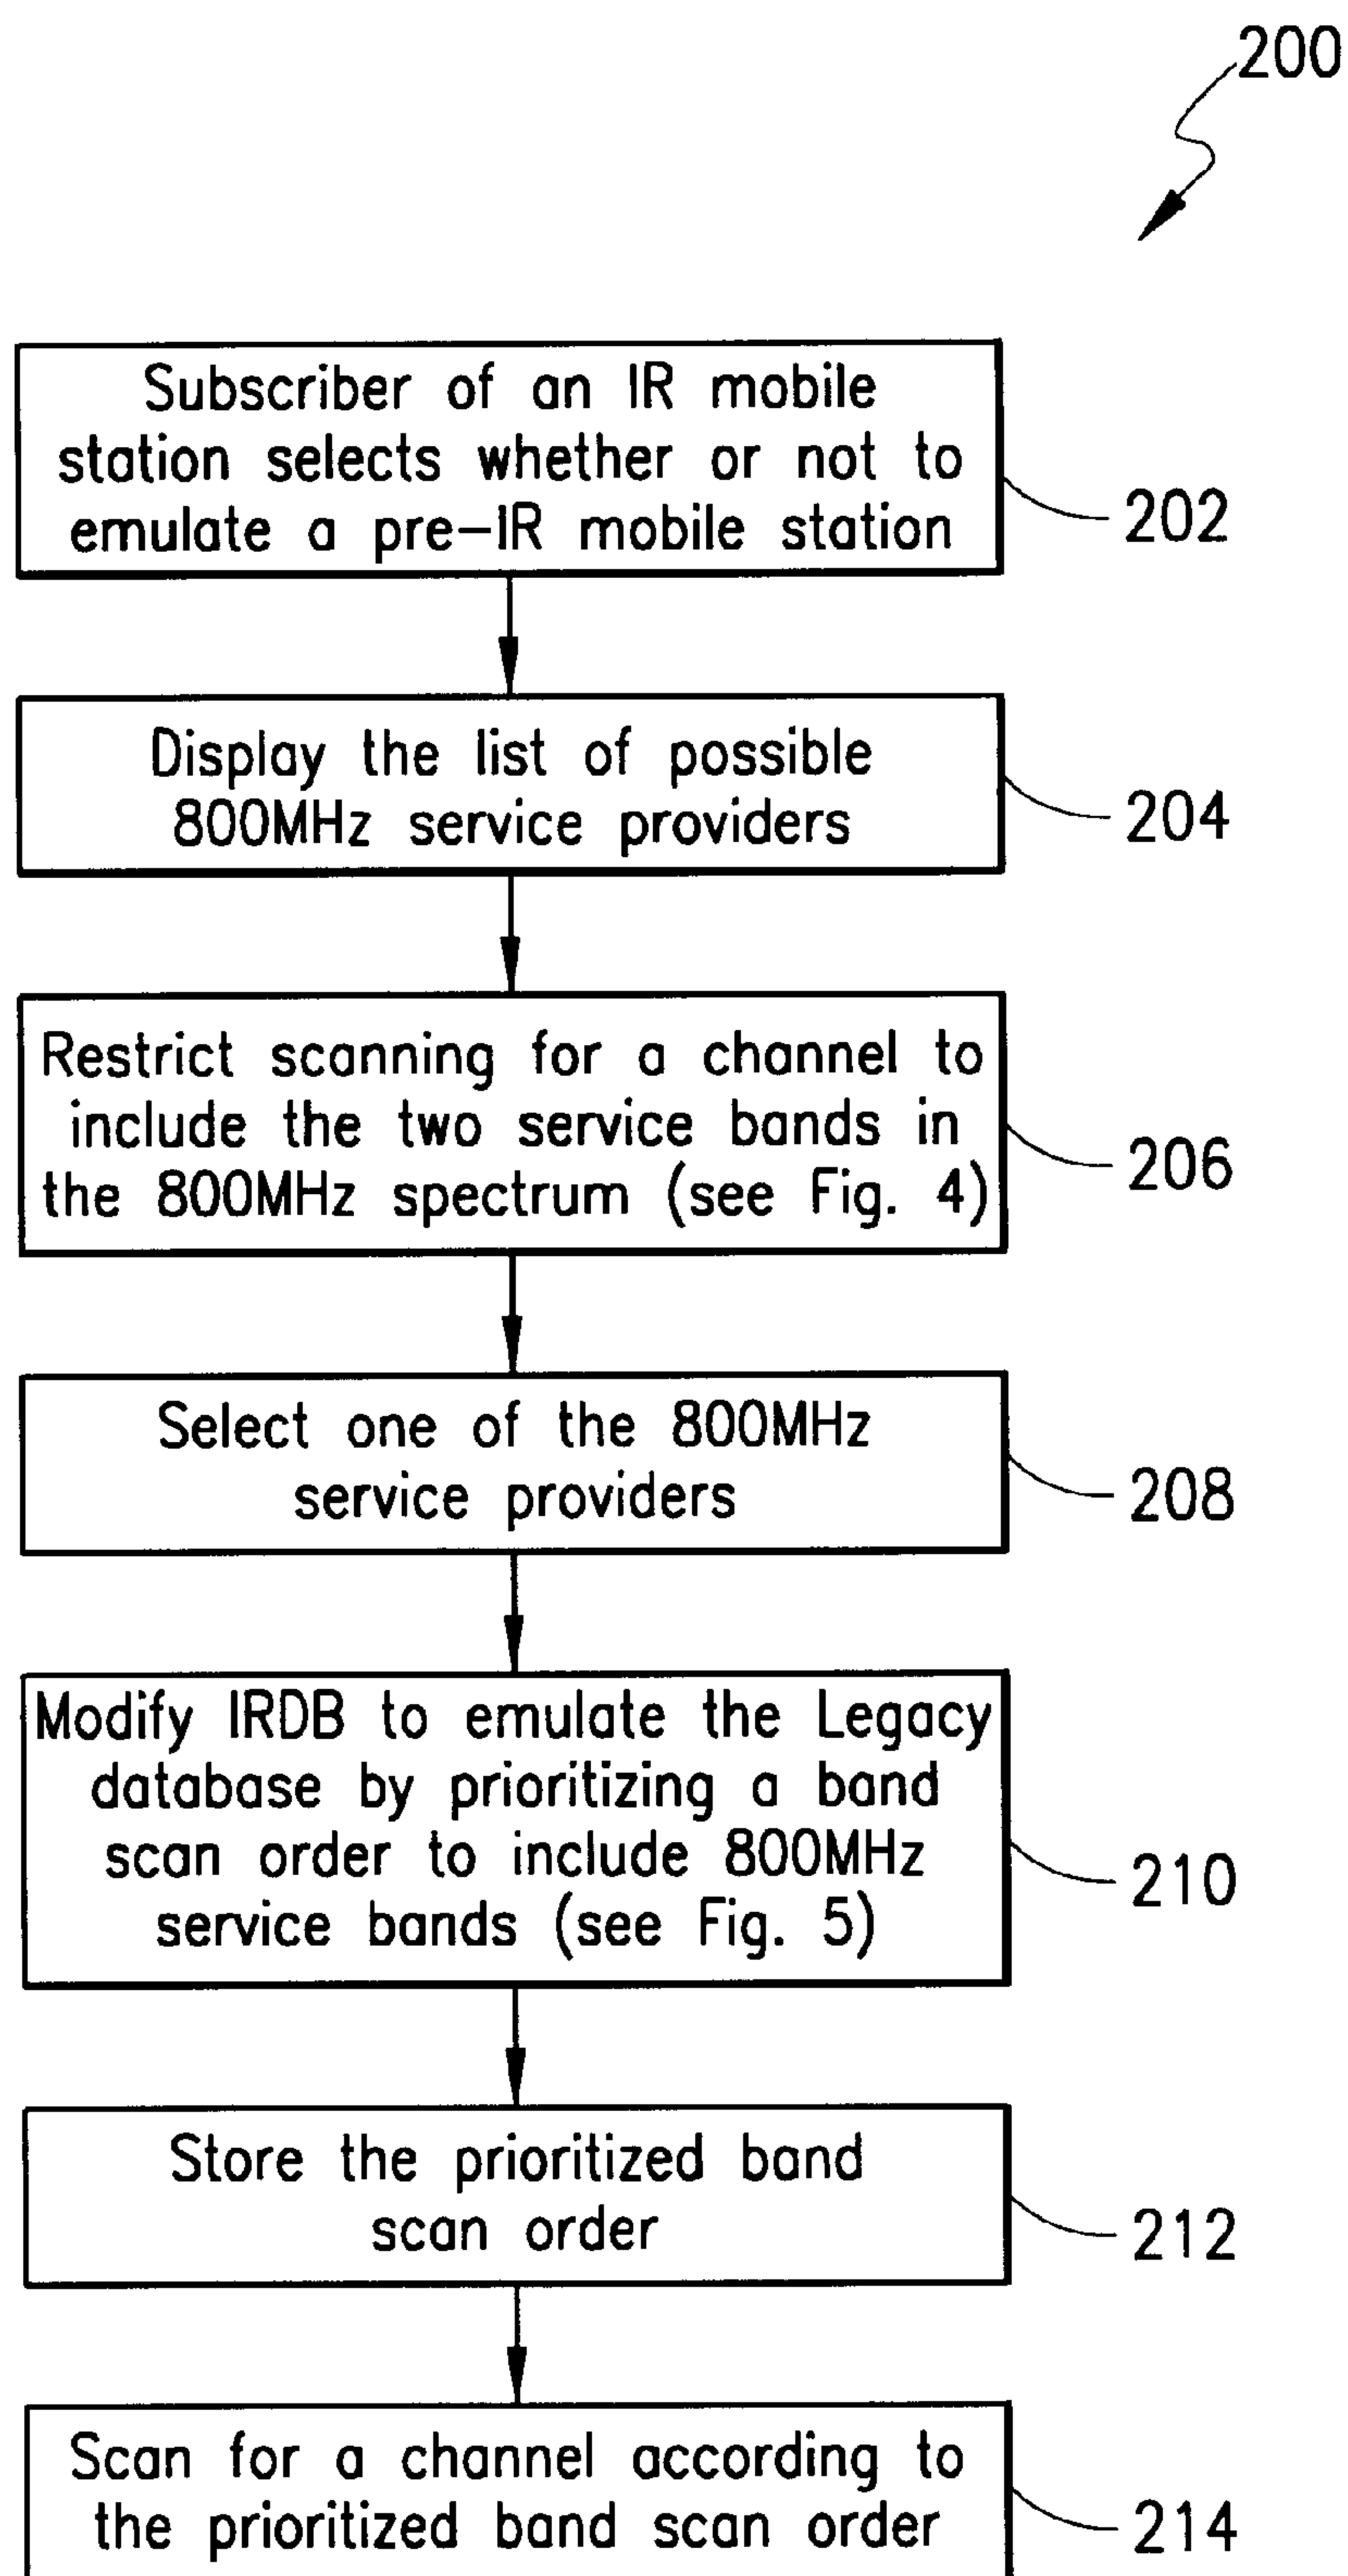 200
Subscriber of an IR mobile
station selects whether or not to
emulate a pre-IR mobile station
202
Display the list of possible
800MHz service providers
204
Restrict scanning for a channel to
include the two service bands in
the 800MHz spectrum (see Fig. 4)
206
Select one of the 800MHz
service providers
208
Modify IRDB to emulate the Legacy
database by prioritizing a band
scan order to include 800MHz
service bands (see Fig. 5)
210
Store the prioritized band
scan order
212
Scan for a channel according to
the prioritized band scan order
214